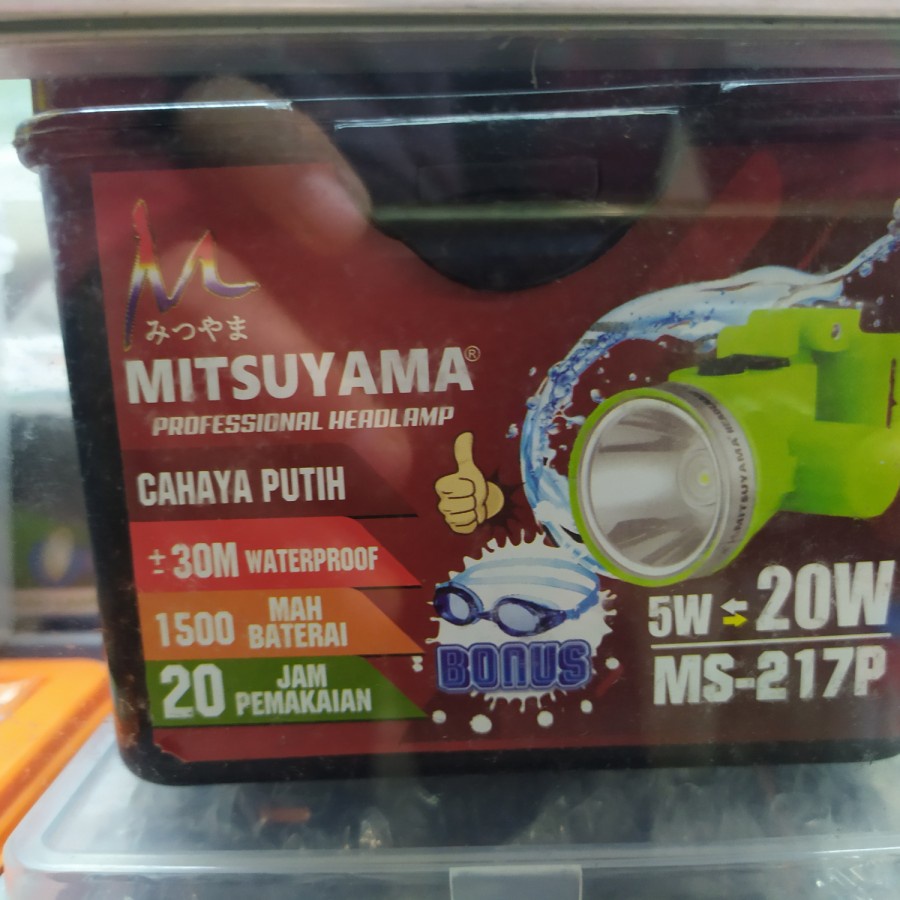 みつやま
MITSUYAMA®
PROFESSIONAL HEADLAMP
CAHAYA PUTIH
± 30M WATERPROOF
1500 MAH BATERAI
20 JAM PEMAKAIAN
BONUS
MITSUYAMA
5W ⇆ 20W
MS-217P